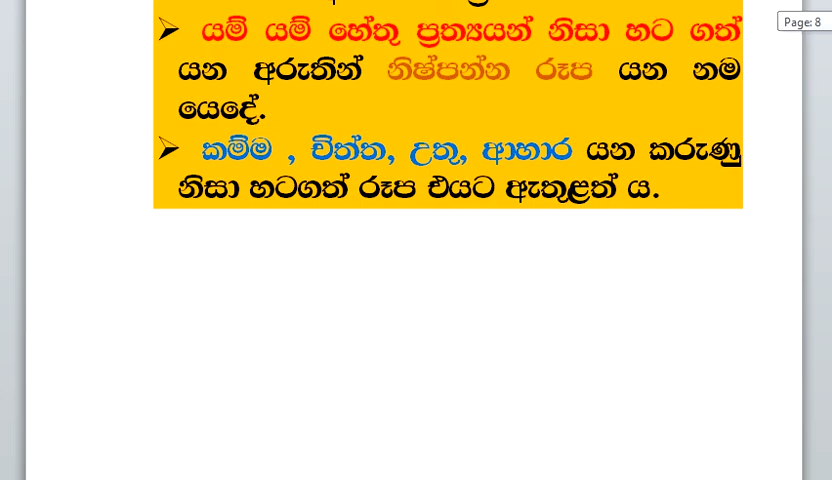 ➢ යම් යම් හේතු ප්‍රත්‍යයන් නිසා හට ගත්
යන අරුතින් නිෂ්පන්න රූප යන නම
යෙදේ.
➢ කම්ම , චිත්ත, උතු, ආහාර යන කරුණු
නිසා හටගත් රූප එයට ඇතුළත් ය.
Page: 8